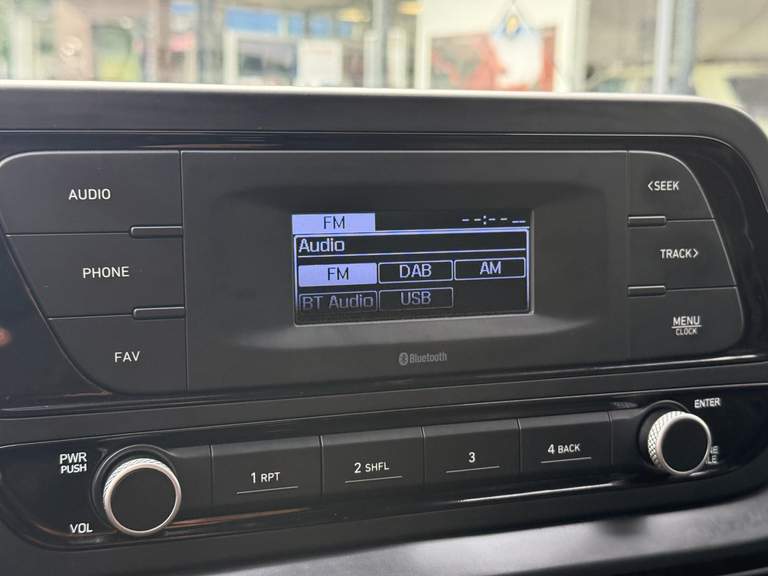 AUDIO
PHONE
FAV
FM --:-- --
Audio
FM DAB AM
BT Audio USB
Bluetooth
<SEEK
TRACK>
MENU
CLOCK
PWR
PUSH
VOL
1 RPT
2 SHFL
3
4 BACK
ENTER